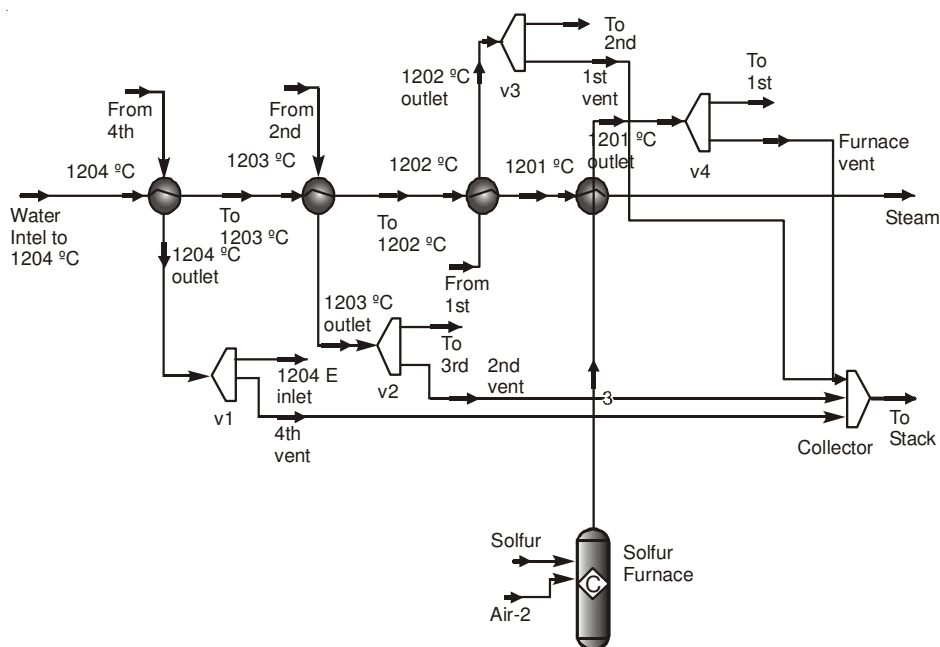 To
2nd
1202 ºC
outlet
v3
1st
vent
To
1st
From
4th
From
2nd
1201 ºC
outlet
v4
Furnace
vent
1204 ºC
1203 ºC
1202 ºC
1201 ºC
Water
Intel to
1204 ºC
To
1203 ºC
To
1202 ºC
Steam
1204 ºC
outlet
From
1st
1203 ºC
outlet
To
3rd
1204 E
inlet
v1
v2
2nd
vent
3
4th
vent
Collector
To
Stack
Solfur
Air-2
C
Solfur
Furnace